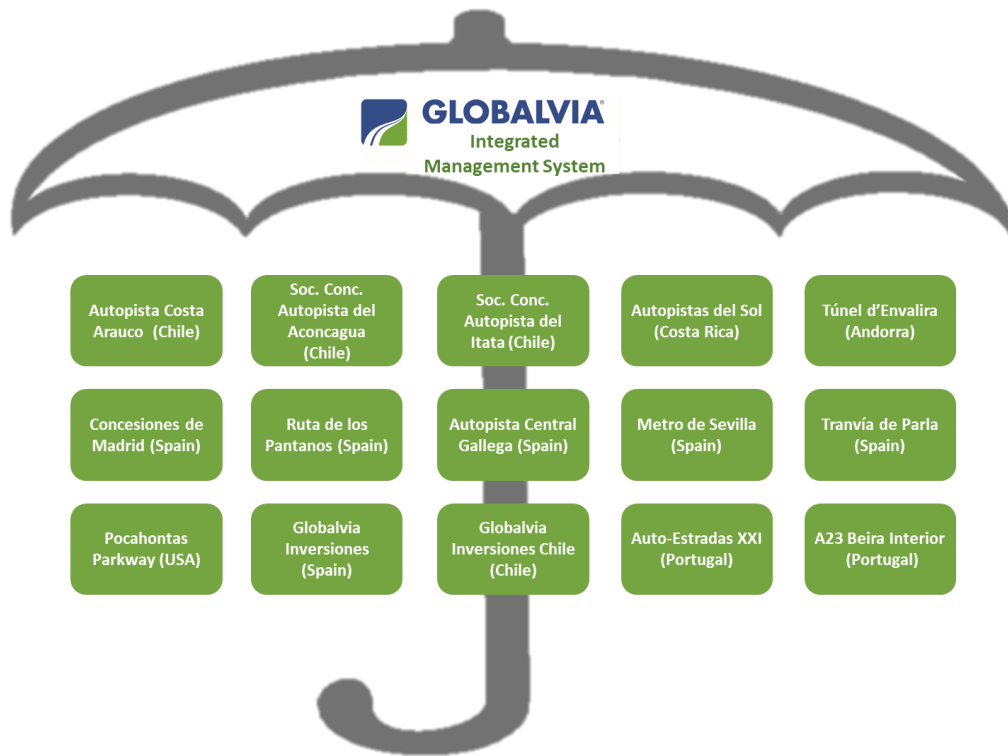 GLOBALVIA®
Integrated
Management System
Autopista Costa
Arauco (Chile)
Soc. Conc.
Autopista del
Aconcagua
(Chile)
Soc. Conc.
Autopista del
Itata (Chile)
Autopistas del Sol
(Costa Rica)
Túnel d’Envalira
(Andorra)
Concesiones de
Madrid (Spain)
Ruta de los
Pantanos (Spain)
Autopista Central
Gallega (Spain)
Metro de Sevilla
(Spain)
Tranvía de Parla
(Spain)
Pocahontas
Parkway (USA)
Globalvia
Inversiones
(Spain)
Globalvia
Inversiones Chile
(Chile)
Auto-Estradas XXI
(Portugal)
A23 Beira Interior
(Portugal)